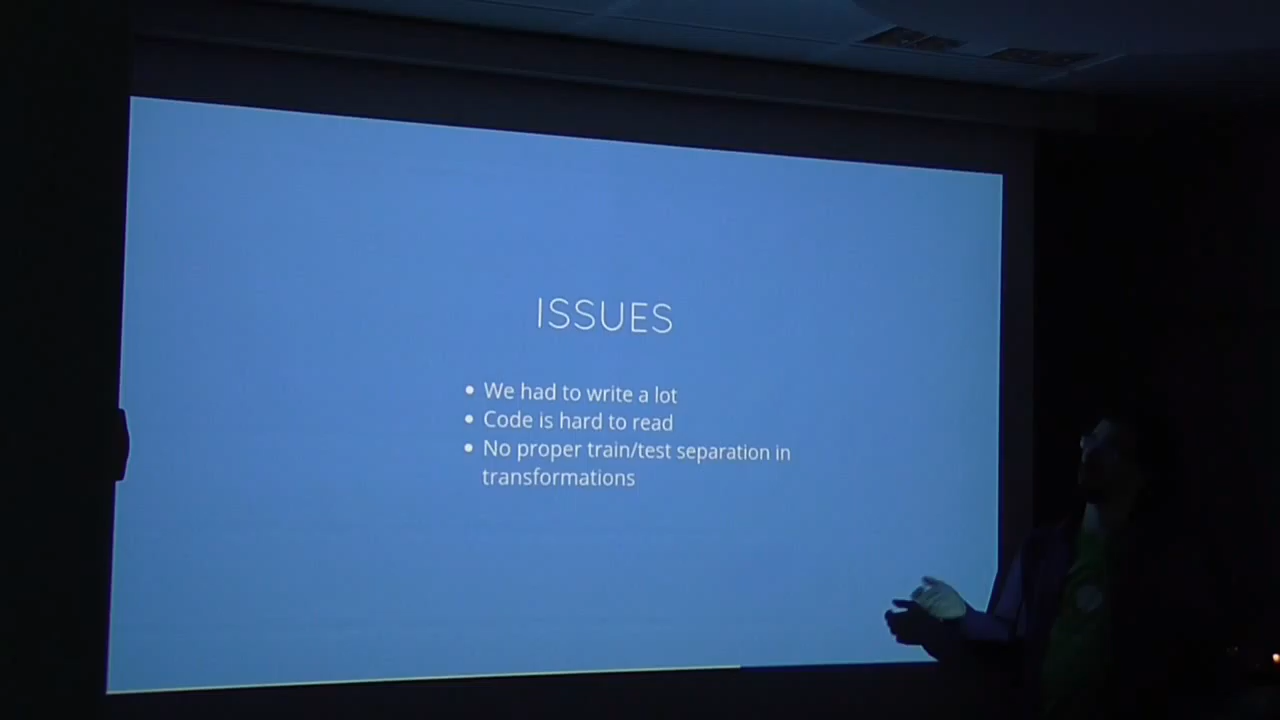 ISSUES
We had to write a lot
Code is hard to read
No proper train/test separation in
transformations